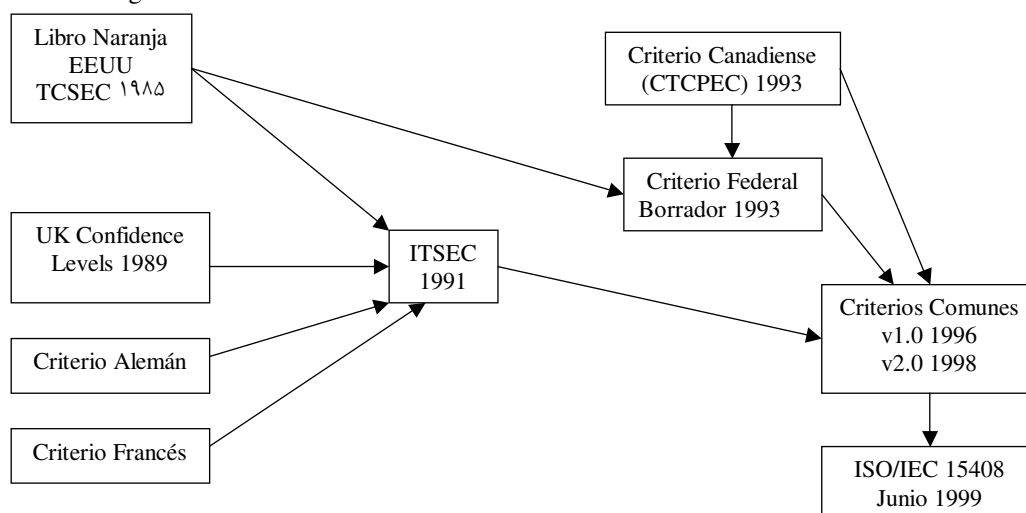 Libro Naranja
EEUU
TCSEC ۱۹۸۵
Criterio Canadiense
(CTCPEC) 1993
Criterio Federal
Borrador 1993
UK Confidence
Levels 1989
ITSEC
1991
Criterios Comunes
v1.0 1996
v2.0 1998
Criterio Alemán
Criterio Francés
ISO/IEC 15408
Junio 1999